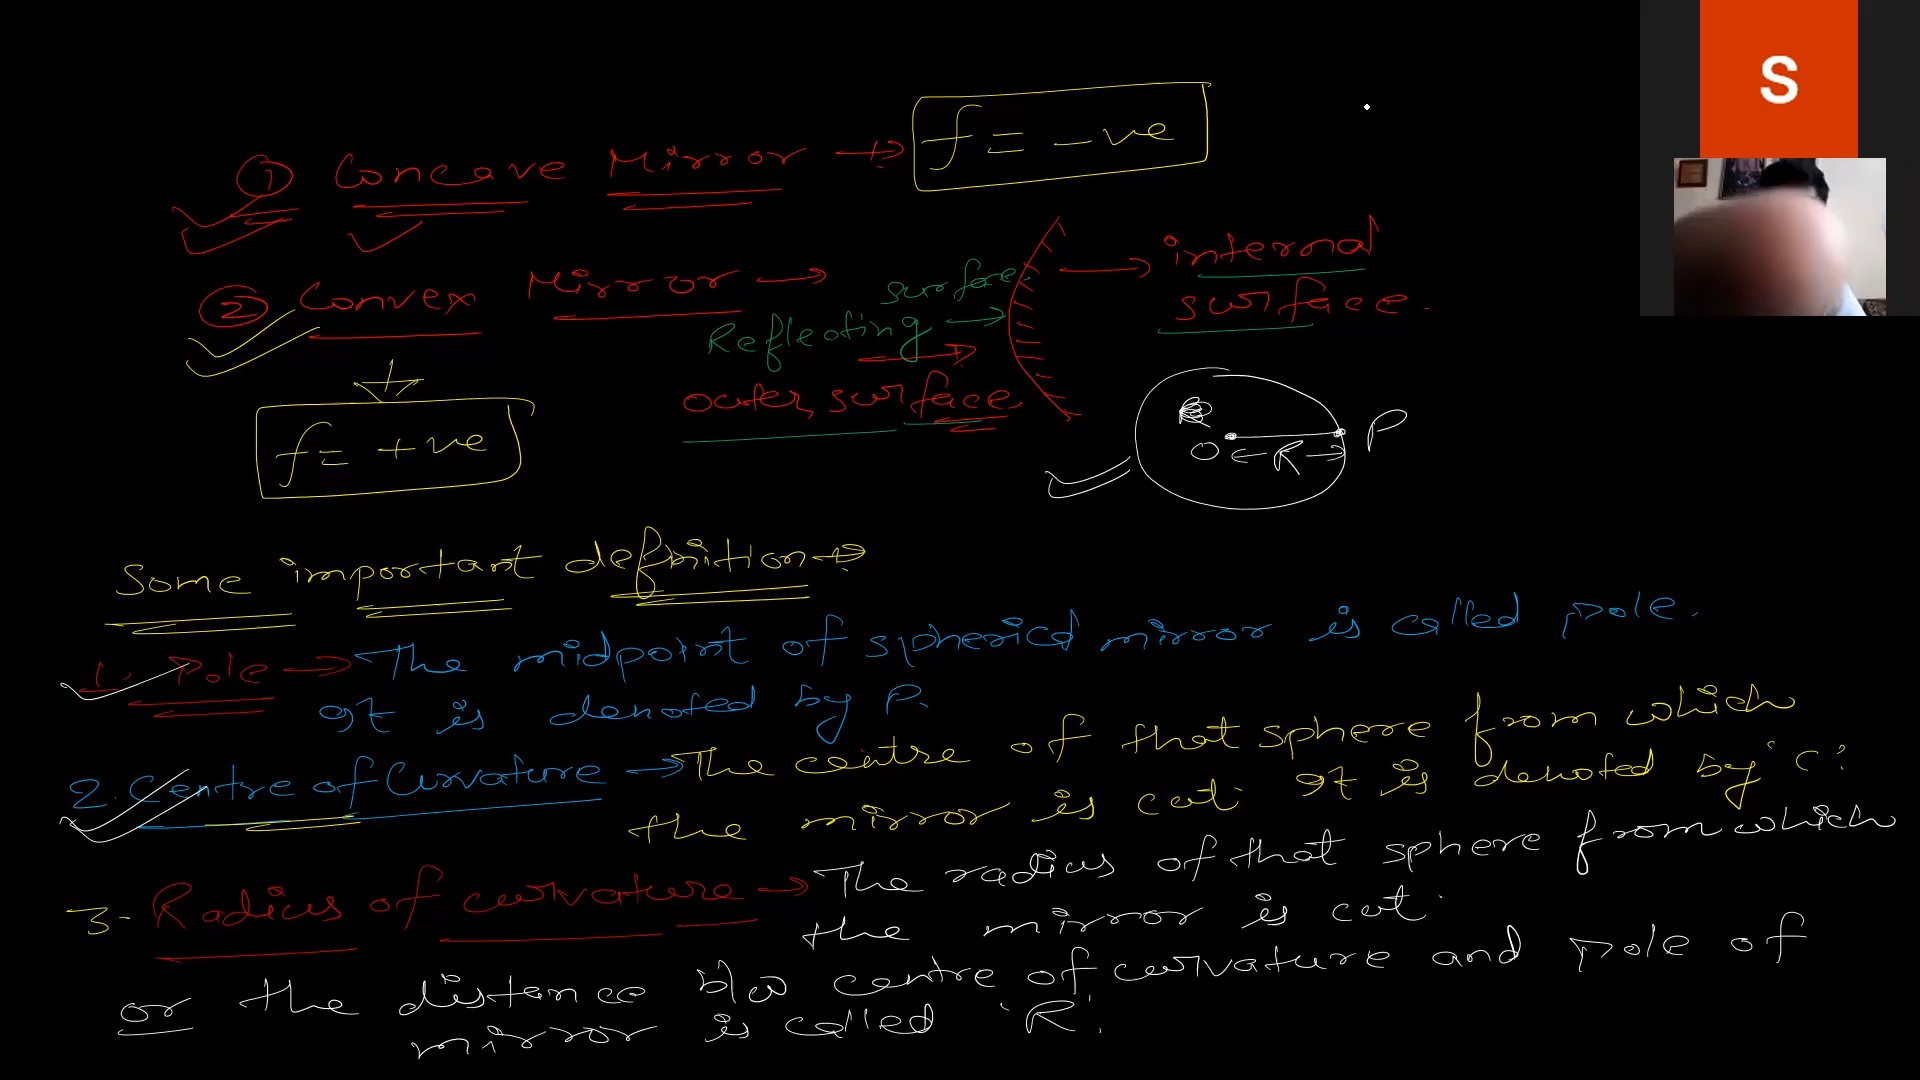 S
① Concave Mirror → f = -ve
② Convex Mirror →
f = +ve
Reflecting surface
outer surface
→ internal
surface.
O ← R → P
Some important definition →
1. Pole → The midpoint of spherical mirror is called pole.
It is denoted by P.
2. Centre of Curvature → The centre of that sphere from which
the mirror is cut. It is denoted by 'C'.
3- Radius of curvature → The radius of that sphere from which
the mirror is cut.
or the distance b/w centre of curvature and pole of
mirror is called 'R'.